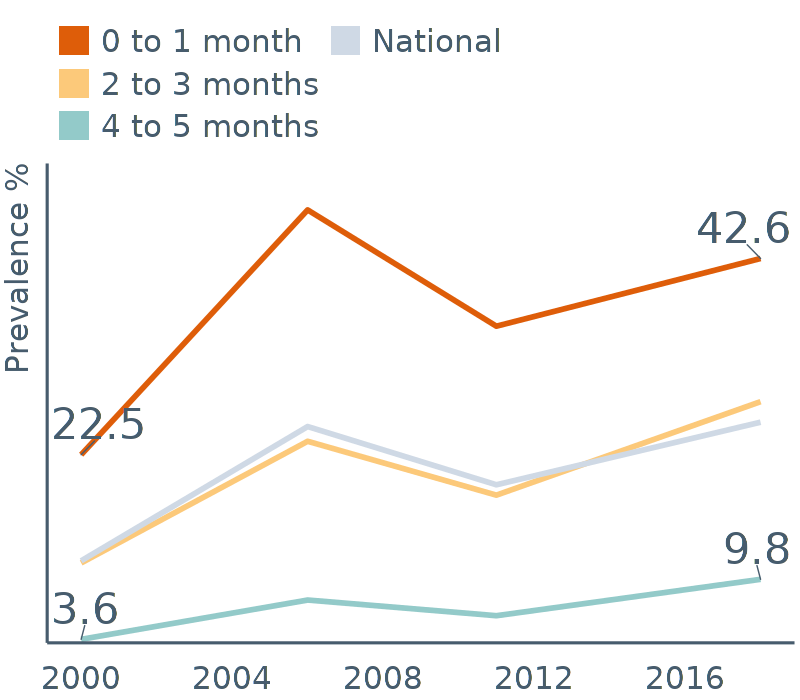 0 to 1 month National
2 to 3 months
4 to 5 months
Prevalence %
42.6
22.5
9.8
3.6
2000 2004 2008 2012 2016